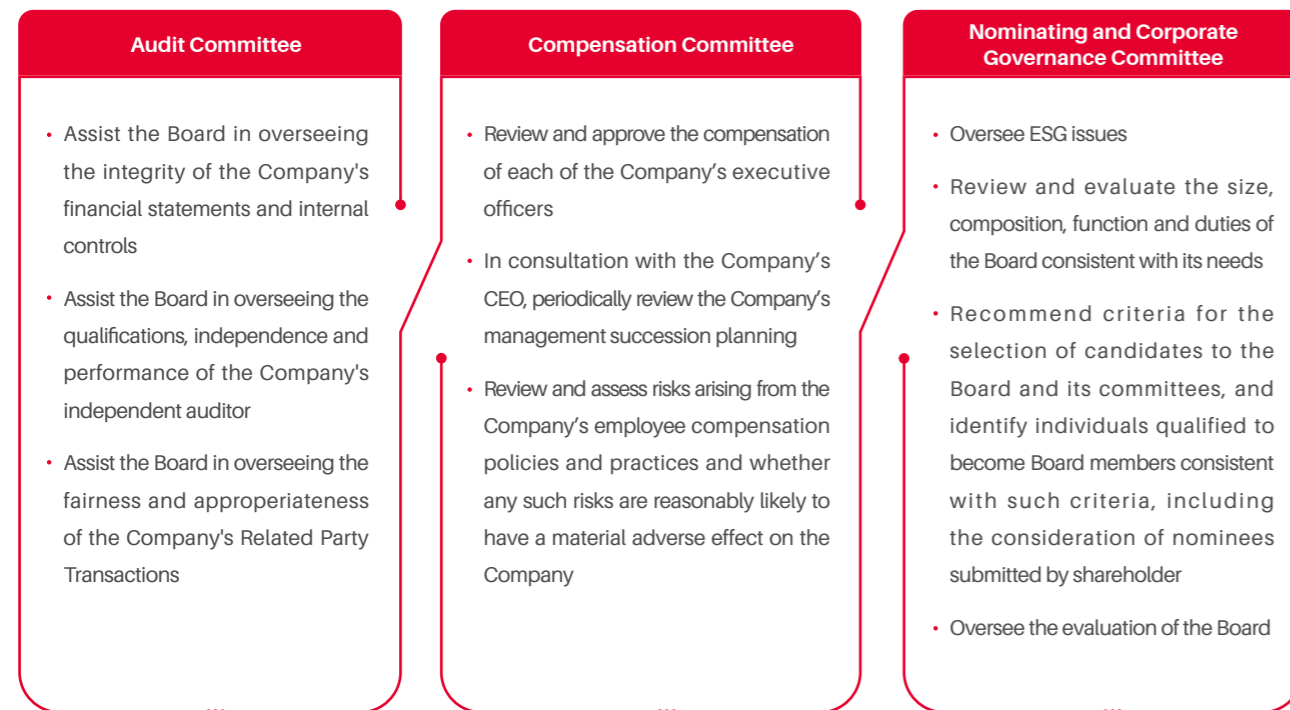 Audit Committee
• Assist the Board in overseeing
the integrity of the Company's
financial statements and internal
controls
• Assist the Board in overseeing the
qualifications, independence and
performance of the Company's
independent auditor
• Assist the Board in overseeing the
fairness and approperiateness
of the Company's Related Party
Transactions
Compensation Committee
• Review and approve the compensation
of each of the Company’s executive
officers
• In consultation with the Company’s
CEO, periodically review the Company’s
management succession planning
• Review and assess risks arising from the
Company’s employee compensation
policies and practices and whether
any such risks are reasonably likely to
have a material adverse effect on the
Company
Nominating and Corporate
Governance Committee
• Oversee ESG issues
• Review and evaluate the size,
composition, function and duties of
the Board consistent with its needs
• Recommend criteria for the
selection of candidates to the
Board and its committees, and
identify individuals qualified to
become Board members consistent
with such criteria, including
the consideration of nominees
submitted by shareholder
• Oversee the evaluation of the Board